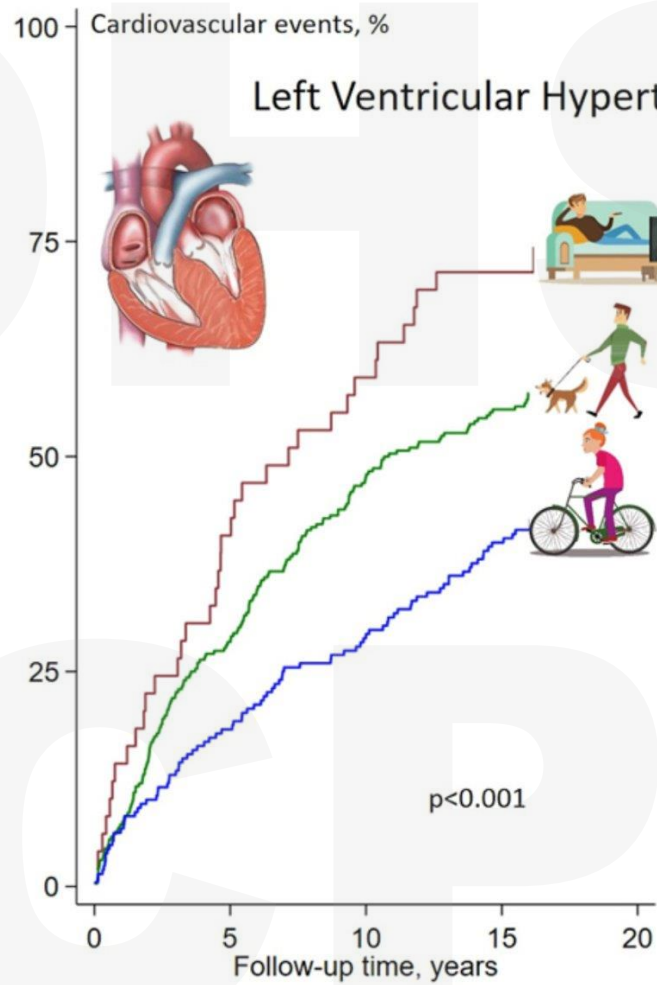 100
Cardiovascular events, %
Left Ventricular Hypert
75
50
25
p<0.001
0
0 5 10 15 20
Follow-up time, years